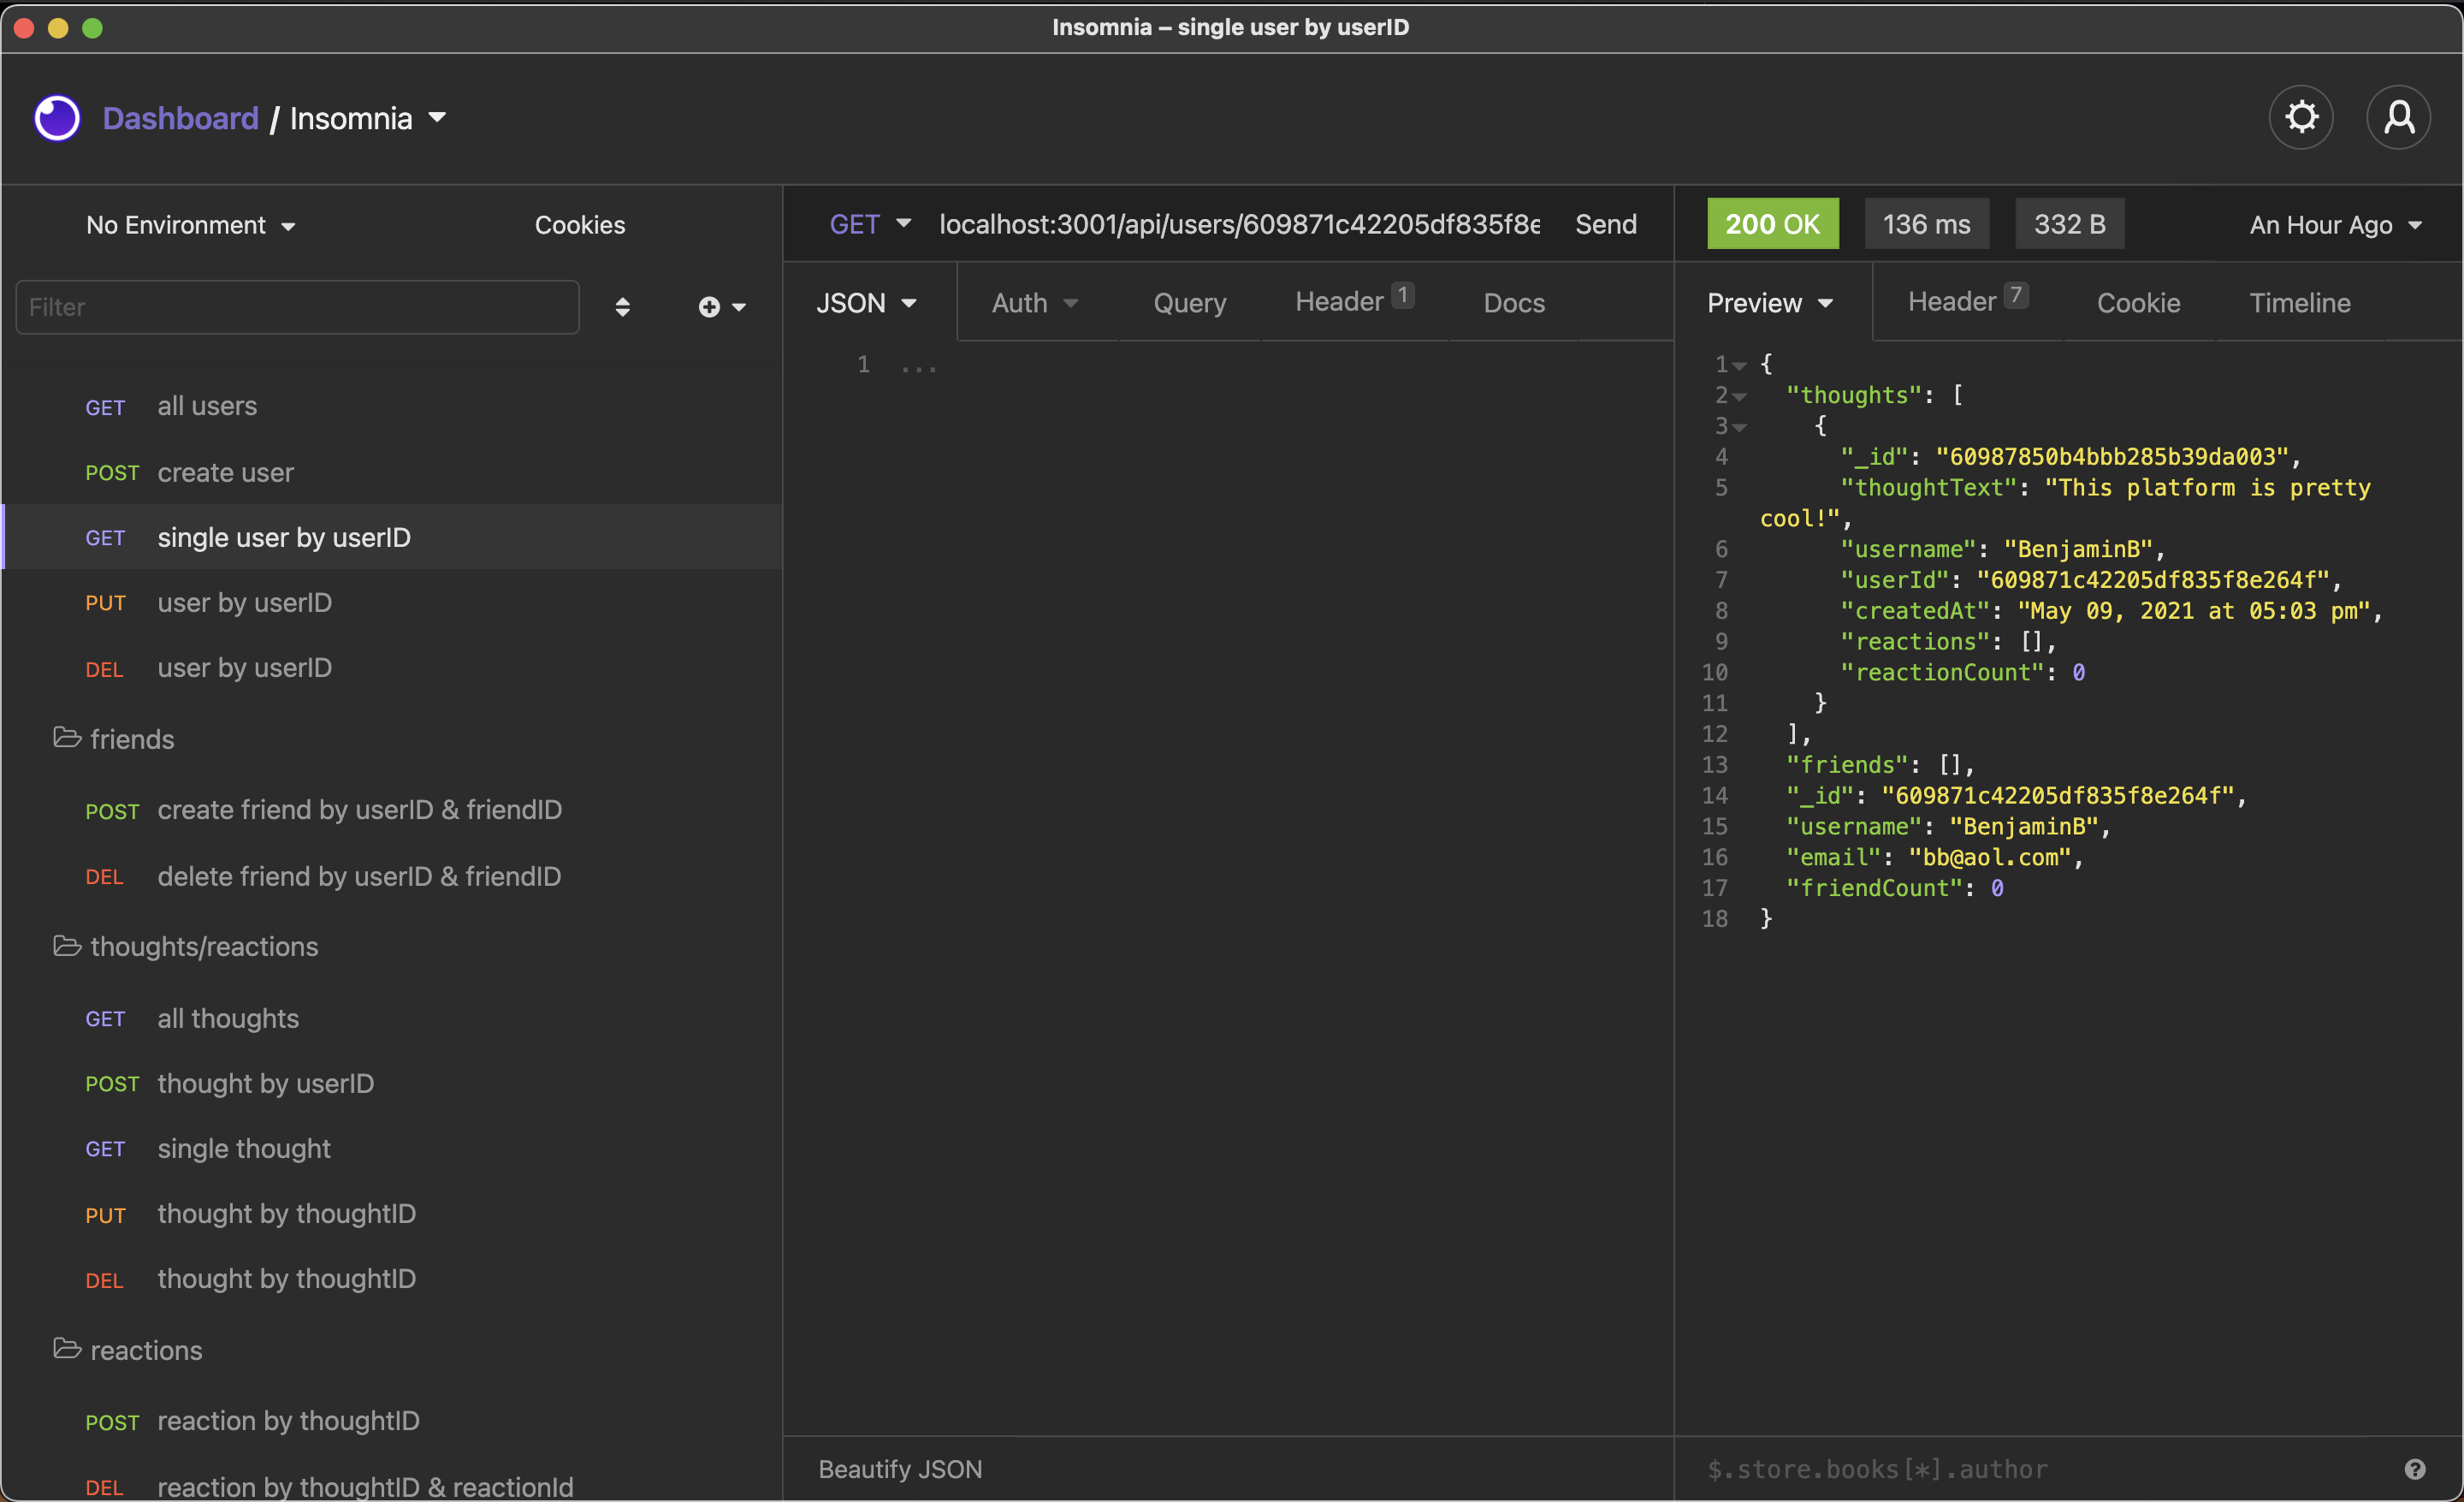 Insomnia – single user by userID
Dashboard / Insomnia
No Environment
Cookies
Filter
GET all users
POST create user
GET single user by userID
PUT user by userID
DEL user by userID
friends
POST create friend by userID & friendID
DEL delete friend by userID & friendID
thoughts/reactions
GET all thoughts
POST thought by userID
GET single thought
PUT thought by thoughtID
DEL thought by thoughtID
reactions
POST reaction by thoughtID
DEL reaction by thoughtID & reactionId
GET localhost:3001/api/users/609871c42205df835f8e Send
JSON Auth Query Header 1 Docs
1 ...
Beautify JSON
200 OK 136 ms 332 B An Hour Ago
Preview Header 7 Cookie Timeline
1 {
2 "thoughts": [
3 {
4 "_id": "60987850b4bbb285b39da003",
5 "thoughtText": "This platform is pretty
cool!",
6 "username": "BenjaminB",
7 "userId": "609871c42205df835f8e264f",
8 "createdAt": "May 09, 2021 at 05:03 pm",
9 "reactions": [],
10 "reactionCount": 0
11 }
12 ],
13 "friends": [],
14 "_id": "609871c42205df835f8e264f",
15 "username": "BenjaminB",
16 "email": "bb@aol.com",
17 "friendCount": 0
18 }
$.store.books[*].author